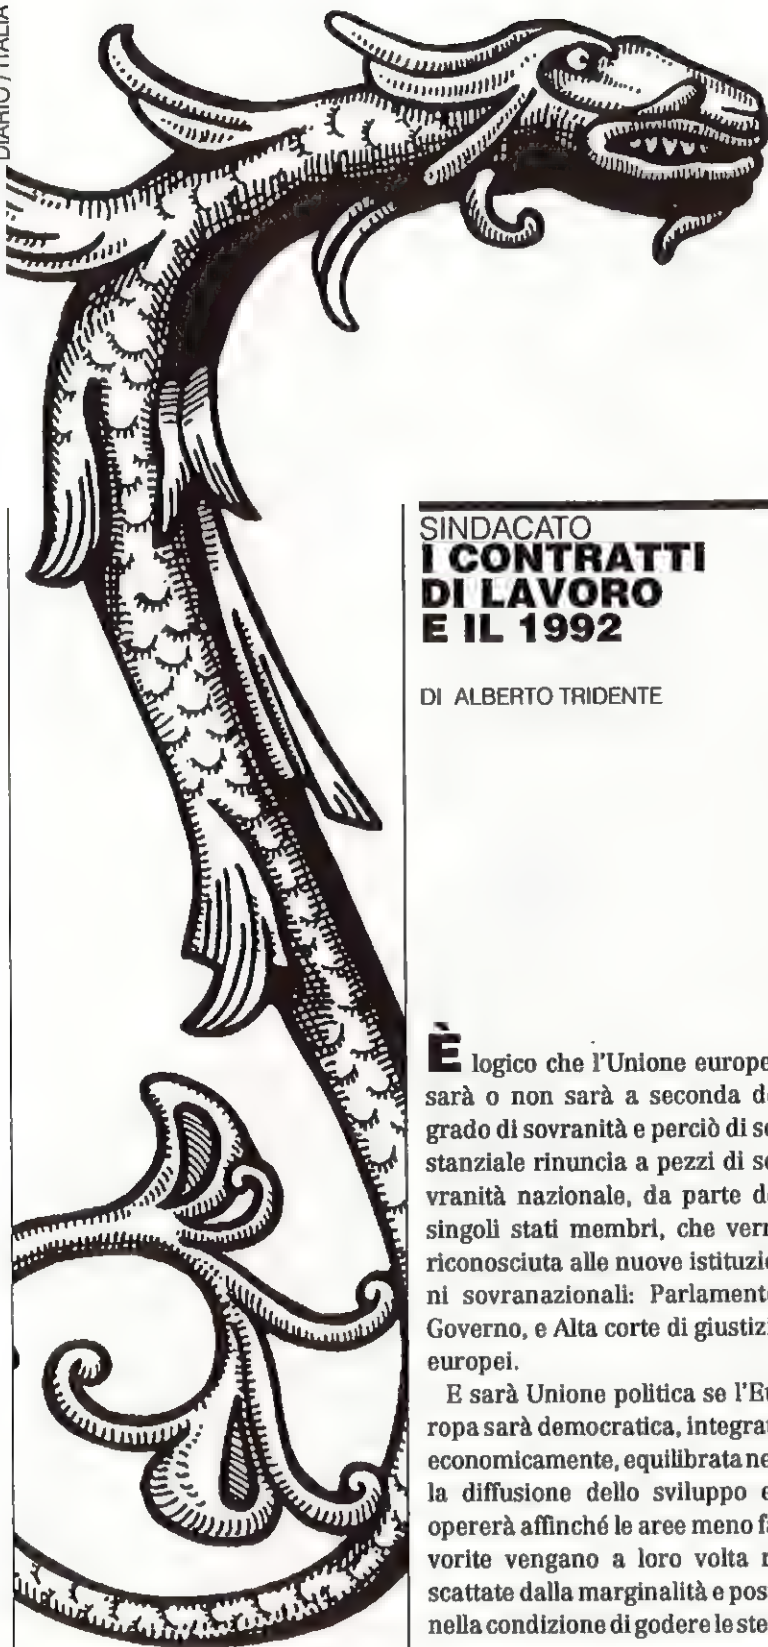 DIARIO / ITALIA
SINDACATO
I CONTRATTI
DI LAVORO
E IL 1992
DI ALBERTO TRIDENTE
È logico che l'Unione europe
sarà o non sarà a seconda de
grado di sovranità e perciò di so
stanziale rinuncia a pezzi di so
vranità nazionale, da parte de
singoli stati membri, che verr
riconosciuta alle nuove istituzio
ni sovranazionali: Parlamento
Governo, e Alta corte di giustizi
europei.
E sarà Unione politica se l'Eu
ropa sarà democratica, integrat
economicamente, equilibrata ne
la diffusione dello sviluppo e
opererà affinché le aree meno fa
vorite vengano a loro volta r
scattate dalla marginalità e pos
nella condizione di godere le ste